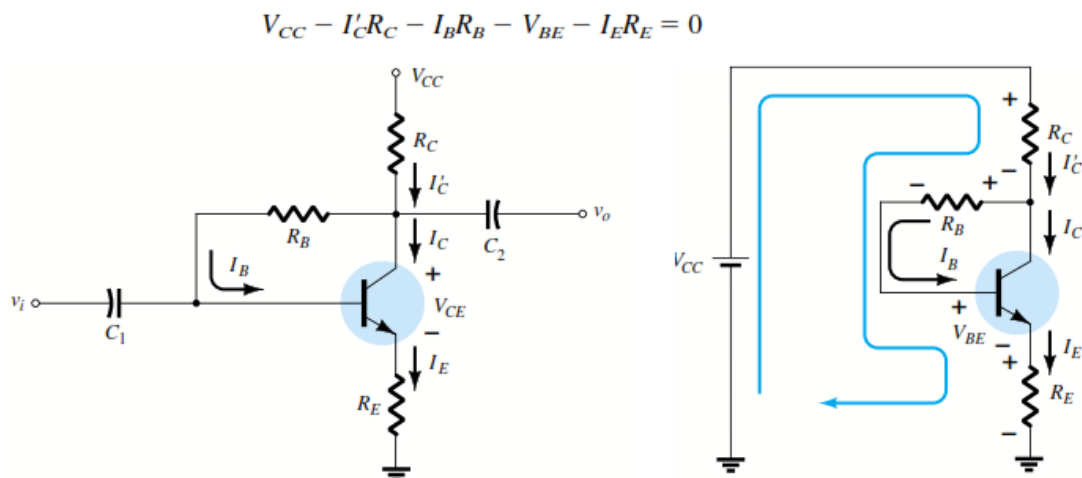 V_CC − I′_C R_C − I_B R_B − V_BE − I_E R_E = 0
V_CC
R_C
I′_C
R_B
v_o
I_C
C_2
I_B
+
v_i
C_1
V_CE
−
I_E
R_E
+
R_C
I′_C
−
− +
R_B
I_C
V_CC
I_B
+
V_BE
−
+
I_E
R_E
−